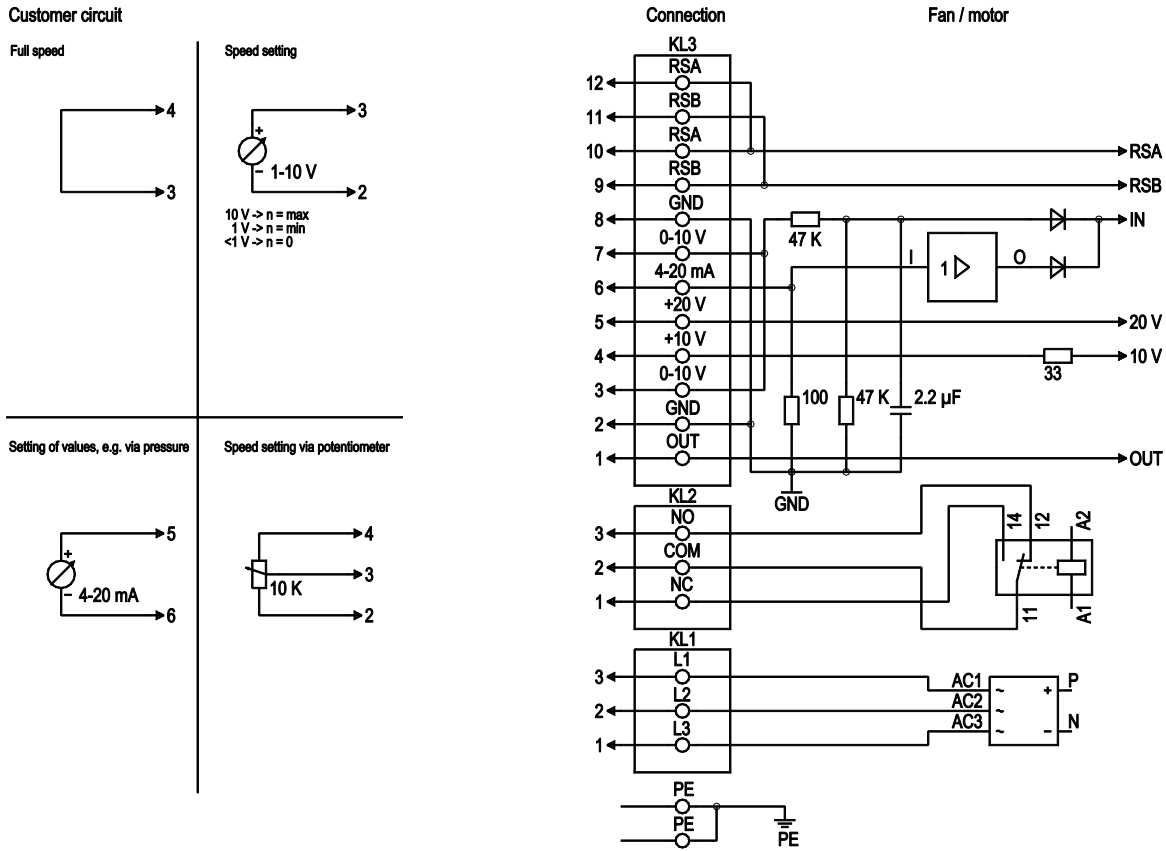 Customer circuit
Connection
Fan / motor
Full speed
Speed setting
4
3
3
+
1-10 V
–
2
10 V -> n = max
1 V -> n = min
<1 V -> n = 0
Setting of values, e.g. via pressure
Speed setting via potentiometer
5
+
4-20 mA
–
6
4
3
10 K
2
KL3
RSA
12
RSB
11
RSA
10
RSA
RSB
9
RSB
GND
8
47 K
IN
0-10 V
7
I
1
O
4-20 mA
6
+20 V
5
20 V
+10 V
4
33
10 V
0-10 V
3
100
47 K
2.2 µF
GND
2
OUT
1
OUT
GND
KL2
NO
3
COM
2
NC
1
14
12
A2
11
A1
KL1
L1
3
L2
2
L3
1
AC1
~
+
P
AC2
~
AC3
~
–
N
PE
PE
PE